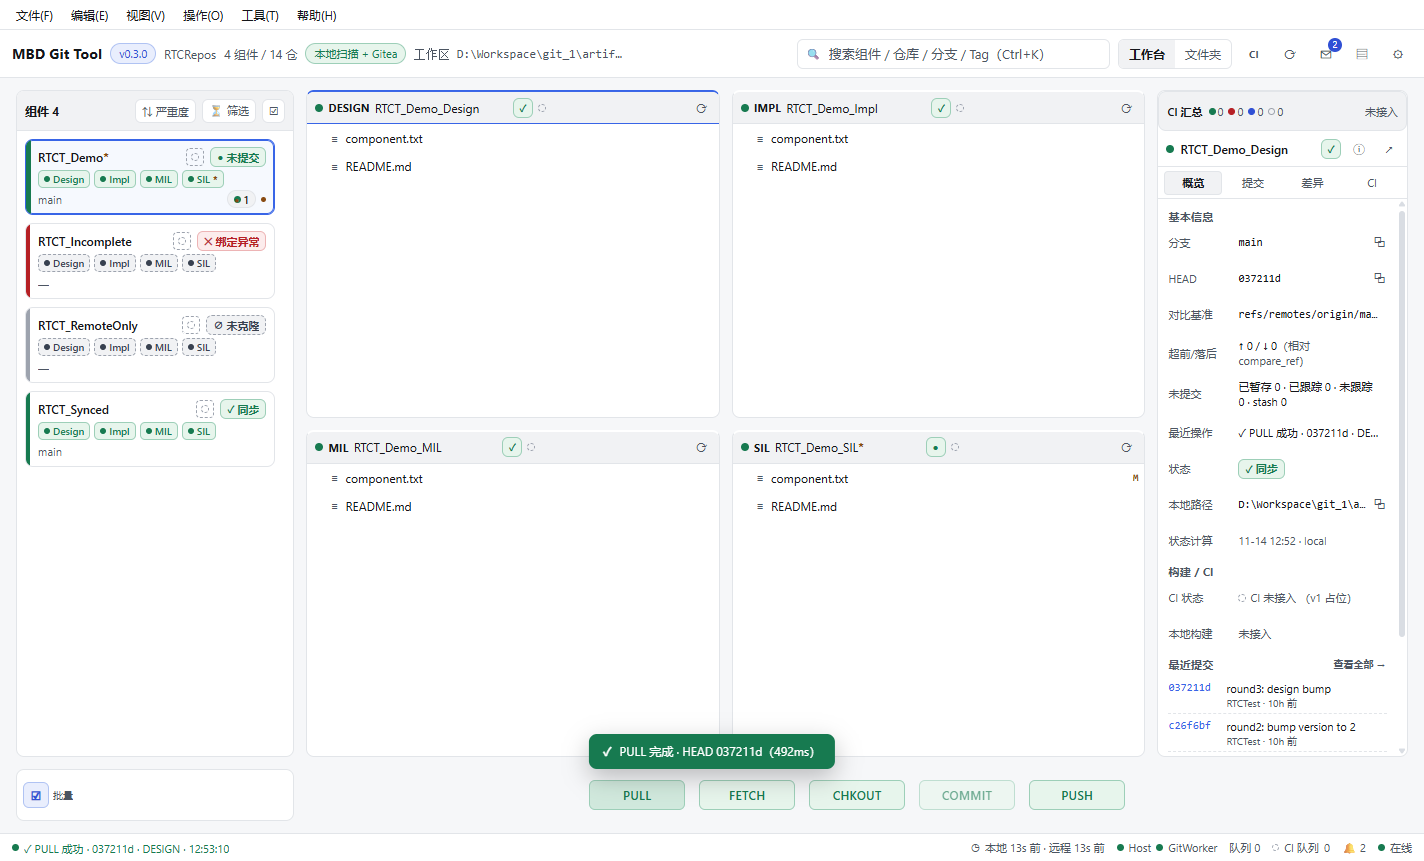 文件(F) 编辑(E) 视图(V) 操作(O) 工具(T) 帮助(H)
MBD Git Tool v0.3.0 RTCRepos 4 组件 / 14 仓 本地扫描 + Gitea 工作区 D:\Workspace\git_1\artif… 搜索组件 / 仓库 / 分支 / Tag（Ctrl+K） 工作台 文件夹 CI 2
组件 4 严重度 筛选
RTCT_Demo* 未提交
Design Impl MIL SIL *
main 1
RTCT_Incomplete 绑定异常
Design Impl MIL SIL
—
RTCT_RemoteOnly 未克隆
Design Impl MIL SIL
—
RTCT_Synced ✓ 同步
Design Impl MIL SIL
main
批量
DESIGN RTCT_Demo_Design
component.txt
README.md
IMPL RTCT_Demo_Impl
component.txt
README.md
MIL RTCT_Demo_MIL
component.txt
README.md
SIL RTCT_Demo_SIL*
component.txt M
README.md
✓ PULL 完成 · HEAD 037211d（492ms）
PULL FETCH CHKOUT COMMIT PUSH
CI 汇总 0 0 0 0 未接入
RTCT_Demo_Design
概览 提交 差异 CI
基本信息
分支 main
HEAD 037211d
对比基准 refs/remotes/origin/ma…
超前/落后 ↑ 0 / ↓ 0（相对
compare_ref)
未提交 已暂存 0 · 已跟踪 0 · 未跟踪
0 · stash 0
最近操作 ✓ PULL 成功 · 037211d · DE…
状态 ✓ 同步
本地路径 D:\Workspace\git_1\a…
状态计算 11-14 12:52 · local
构建 / CI
CI 状态 CI 未接入 （v1 占位）
本地构建 未接入
最近提交 查看全部 →
037211d round3: design bump
RTCTest · 10h 前
c26f6bf round2: bump version to 2
RTCTest · 10h 前
✓ PULL 成功 · 037211d · DESIGN · 12:53:10 本地 13s 前 · 远程 13s 前 Host GitWorker 队列 0 CI 队列 0 2 在线